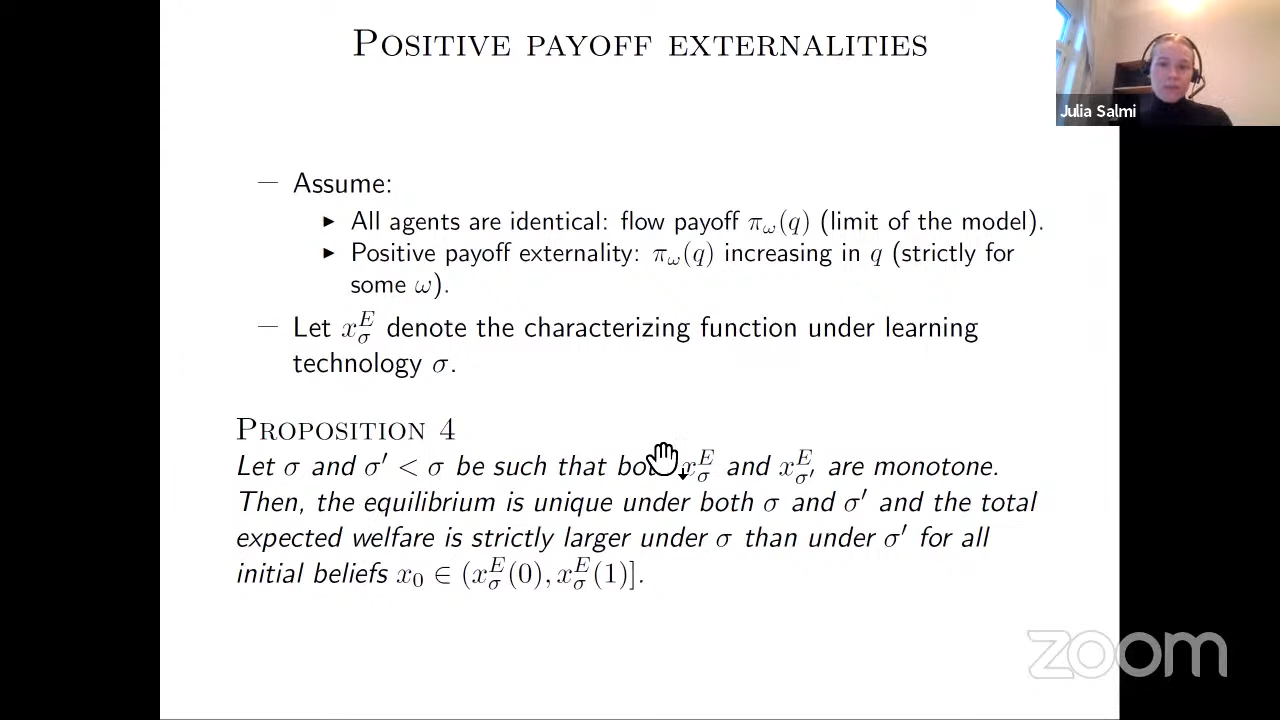 POSITIVE PAYOFF EXTERNALITIES
Julia Salmi
— Assume:
▶ All agents are identical: flow payoff π_ω(q) (limit of the model).
▶ Positive payoff externality: π_ω(q) increasing in q (strictly for
some ω).
— Let x_σ^E denote the characterizing function under learning
technology σ.
PROPOSITION 4
Let σ and σ′ < σ be such that x_σ^E and x_σ′^E are monotone.
Then, the equilibrium is unique under both σ and σ′ and the total
expected welfare is strictly larger under σ than under σ′ for all
initial beliefs x_0 ∈ (x_σ^E(0), x_σ^E(1)].
zoom